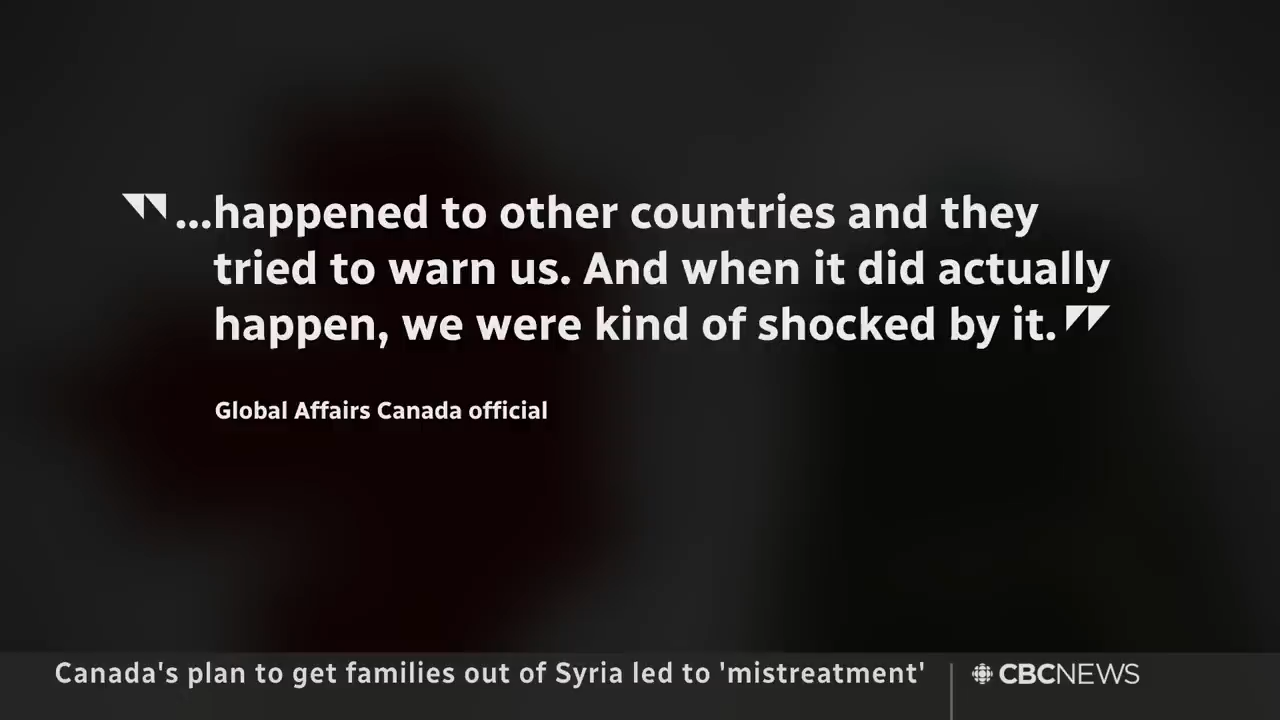 "...happened to other countries and they
tried to warn us. And when it did actually
happen, we were kind of shocked by it."
Global Affairs Canada official
Canada's plan to get families out of Syria led to 'mistreatment'
CBCNEWS